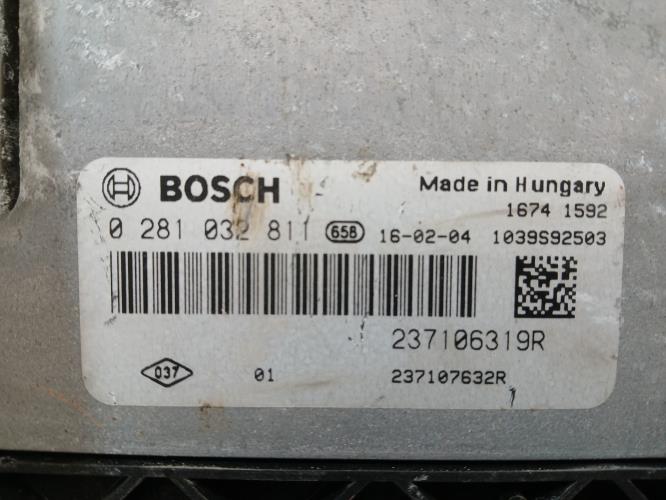 BOSCH Made in Hungary
1674 1592
0 281 032 811 658 16-02-04 1039S92503
237106319R
037 01 237107632R